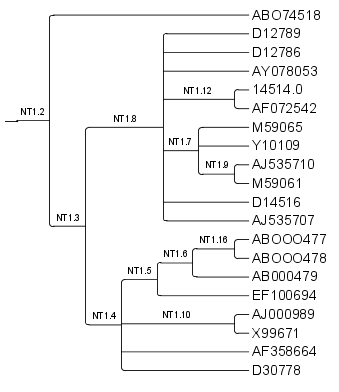 ABO74518
D12789
D12786
AY078053
NT1.12
14514.0
NT1.2
AF072542
NT1.8
M59065
NT1.7
Y10109
NT1.9
AJ535710
M59061
D14516
NT1.3
AJ535707
NT1.16
ABOOO477
NT1.6
ABOOO478
NT1.5
AB000479
EF100694
NT1.4
NT1.10
AJ000989
X99671
AF358664
D30778